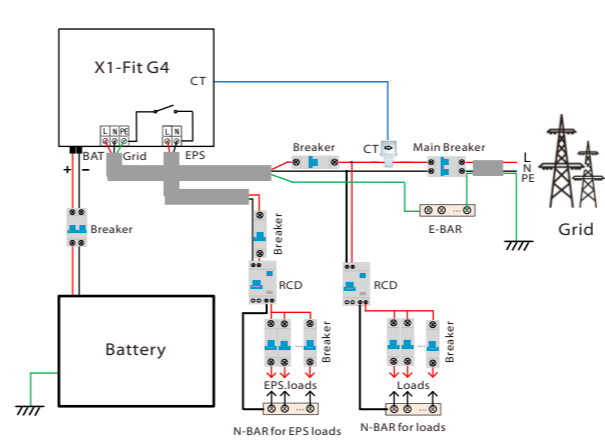 X1-Fit G4
CT
L N PE
L N
BAT
Grid
EPS
+
−
Breaker
CT
Main Breaker
L
N
PE
E-BAR
Grid
Breaker
Breaker
RCD
RCD
Battery
...
Breaker
...
Breaker
EPS.loads
Loads
...
...
N-BAR for EPS loads
N-BAR for loads